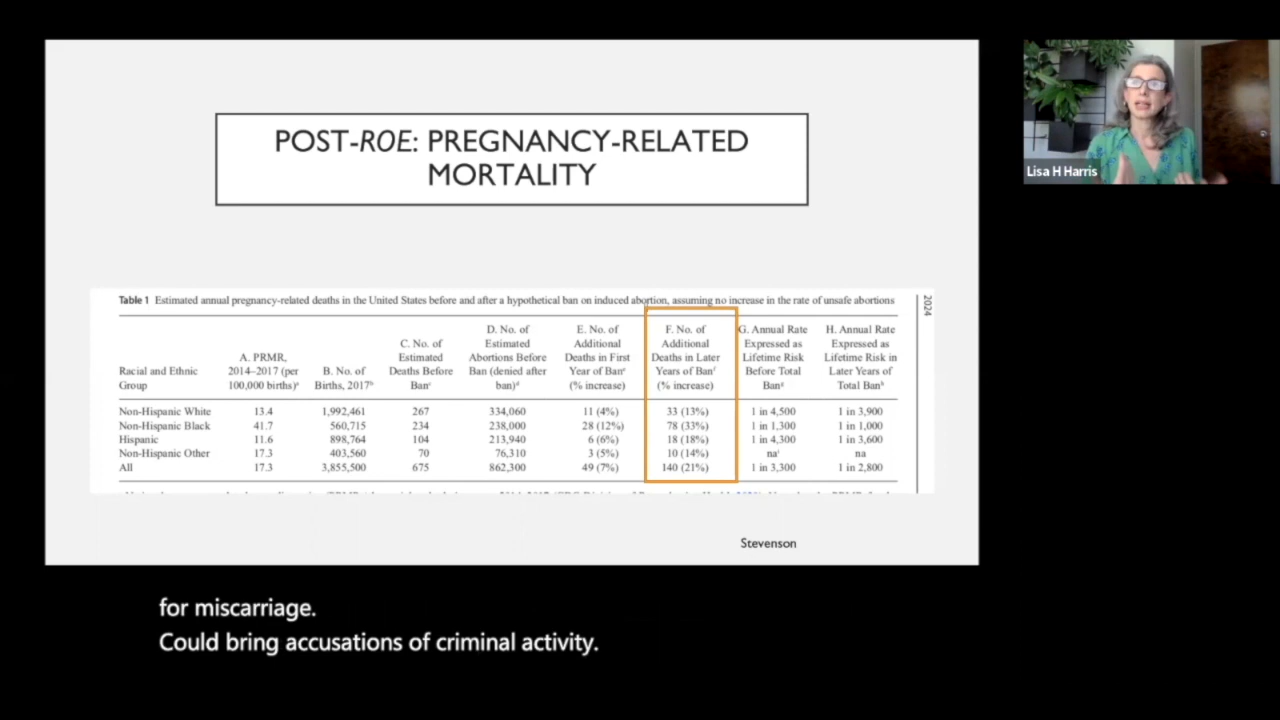 POST-ROE: PREGNANCY-RELATED
MORTALITY
Lisa H Harris
Table 1 Estimated annual pregnancy-related deaths in the United States before and after a hypothetical ban on induced abortion, assuming no increase in the rate of unsafe abortions
2024
Racial and Ethnic Group A. PRMR, 2014–2017 (per 100,000 births)a B. No. of Births, 2017b C. No. of Estimated Deaths Before Banc D. No. of Estimated Abortions Before Ban (denied after ban)d E. No. of Additional Deaths in First Year of Bane (% increase) F. No. of Additional Deaths in Later Years of Banf (% increase) G. Annual Rate Expressed as Lifetime Risk Before Total Bang H. Annual Rate Expressed as Lifetime Risk in Later Years of Total Banh
Non-Hispanic White 13.4 1,992,461 267 334,060 11 (4%) 33 (13%) 1 in 4,500 1 in 3,900
Non-Hispanic Black 41.7 560,715 234 238,000 28 (12%) 78 (33%) 1 in 1,300 1 in 1,000
Hispanic 11.6 898,764 104 213,940 6 (6%) 18 (18%) 1 in 4,300 1 in 3,600
Non-Hispanic Other 17.3 403,560 70 76,310 3 (5%) 10 (14%) nai na
All 17.3 3,855,500 675 862,300 49 (7%) 140 (21%) 1 in 3,300 1 in 2,800
Stevenson
for miscarriage.
Could bring accusations of criminal activity.